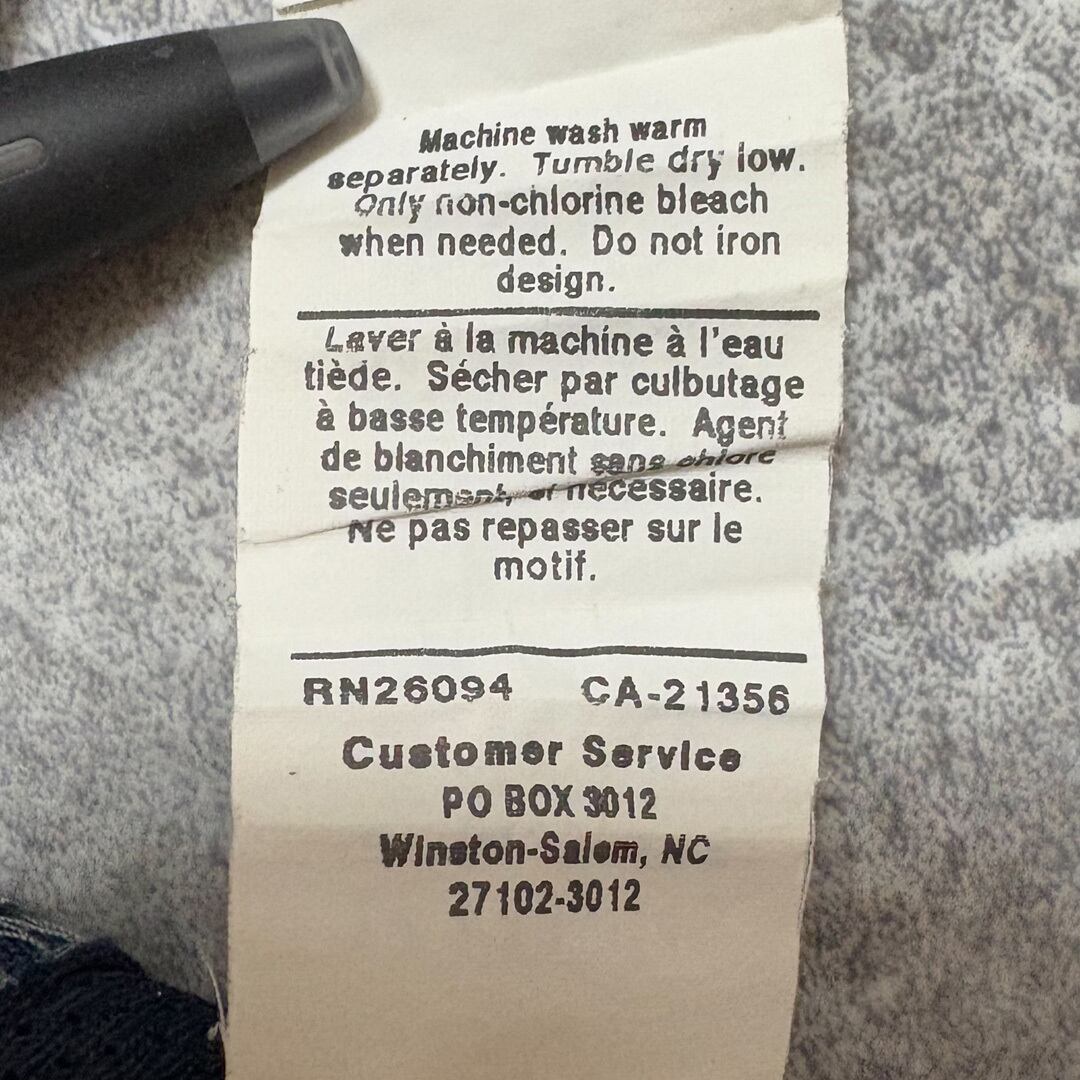 Machine wash warm
separately. Tumble dry low.
Only non-chlorine bleach
when needed. Do not iron
design.
Laver à la machine à l'eau
tiède. Sécher par culbutage
à basse température. Agent
de blanchiment sans chlore
seulement, si nécessaire.
Ne pas repasser sur le
motif.
RN26094 CA-21356
Customer Service
PO BOX 3012
Winston-Salem, NC
27102-3012